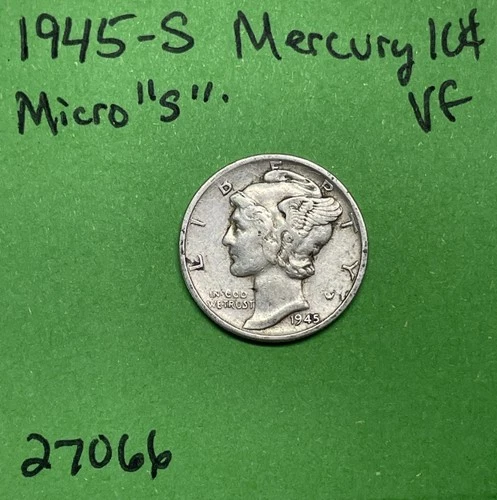 1945-S Mercury 10¢
Micro "S".
VF
LIBERTY
IN GOD
WE TRUST
1945
27066